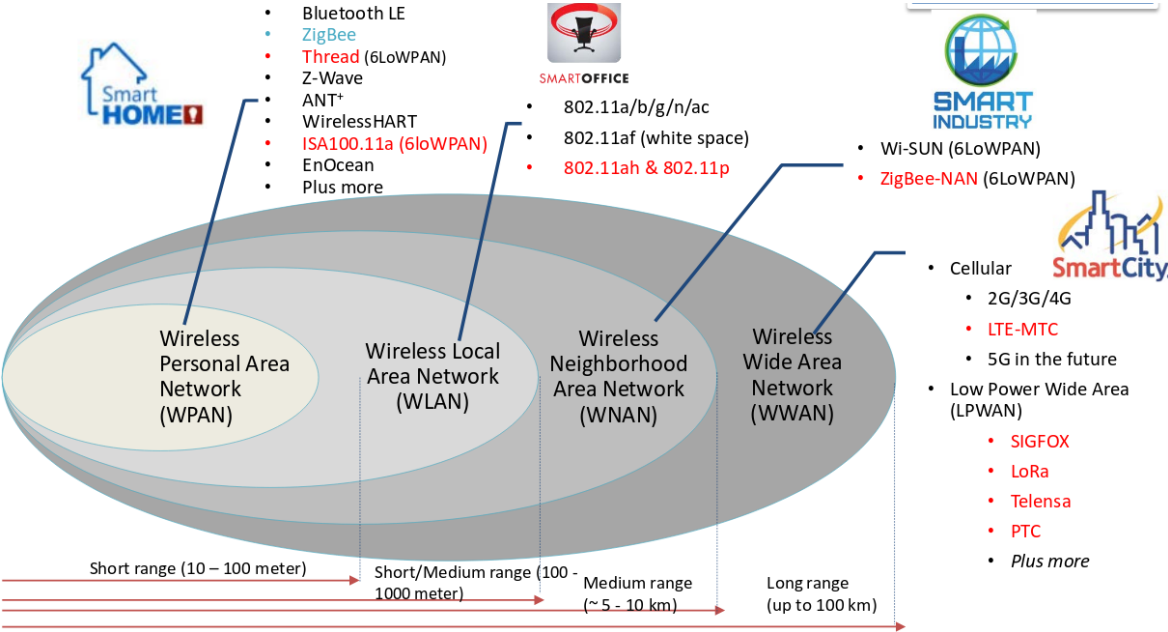 Smart
HOME
• Bluetooth LE
• ZigBee
• Thread (6LoWPAN)
• Z-Wave
• ANT⁺
• WirelessHART
• ISA100.11a (6loWPAN)
• EnOcean
• Plus more
SMARTOFFICE
• 802.11a/b/g/n/ac
• 802.11af (white space)
• 802.11ah & 802.11p
SMART
INDUSTRY
• Wi-SUN (6LoWPAN)
• ZigBee-NAN (6LoWPAN)
SmartCity
• Cellular
• 2G/3G/4G
• LTE-MTC
• 5G in the future
• Low Power Wide Area
(LPWAN)
• SIGFOX
• LoRa
• Telensa
• PTC
• Plus more
Wireless
Personal Area
Network
(WPAN)
Wireless Local
Area Network
(WLAN)
Wireless
Neighborhood
Area Network
(WNAN)
Wireless
Wide Area
Network
(WWAN)
Short range (10 – 100 meter)
Short/Medium range (100 -
1000 meter)
Medium range
(~ 5 - 10 km)
Long range
(up to 100 km)